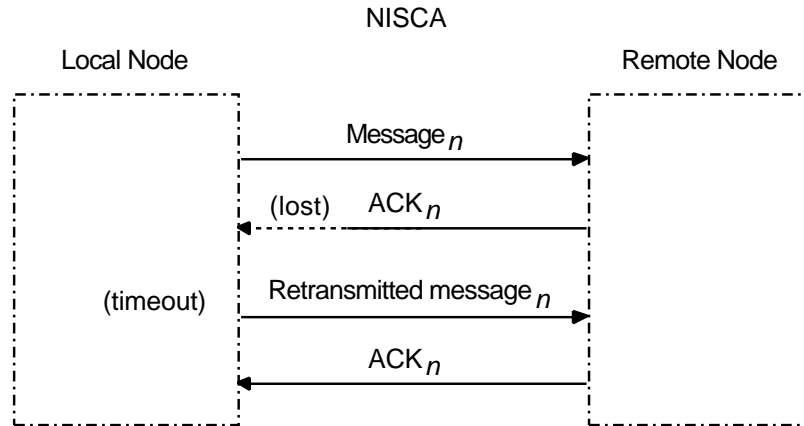 NISCA
Local Node
Remote Node
Message n
(lost)
ACK n
(timeout)
Retransmitted message n
ACK n